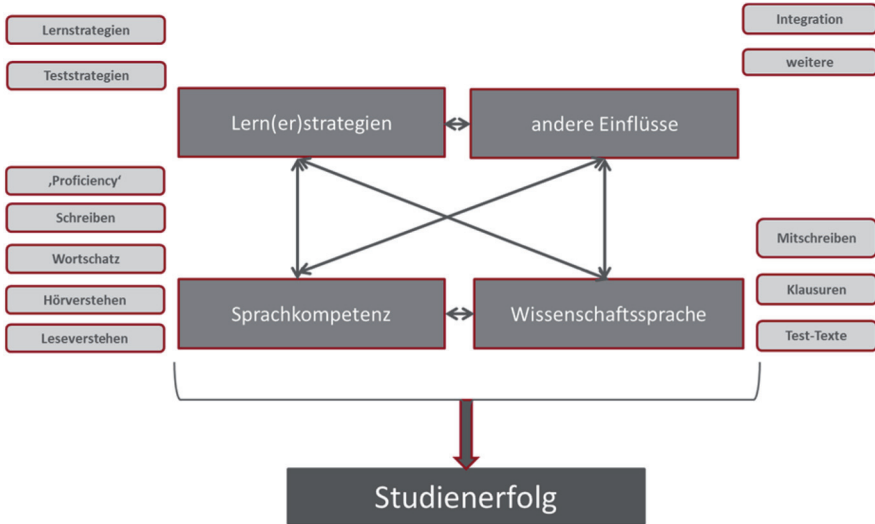 Lernstrategien
Teststrategien
Integration
weitere
Lern(er)strategien
andere Einflüsse
‚Proficiency‘
Schreiben
Wortschatz
Hörverstehen
Leseverstehen
Sprachkompetenz
Wissenschaftssprache
Mitschreiben
Klausuren
Test-Texte
Studienerfolg